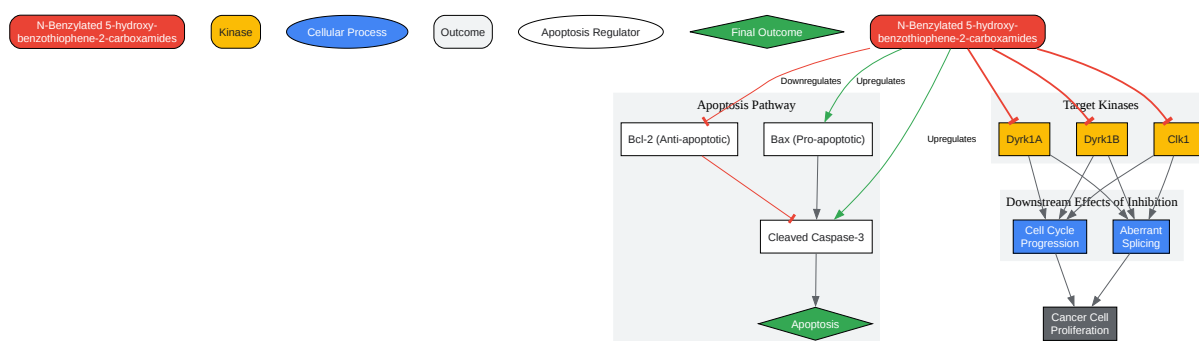 N-Benzylated 5-hydroxy-
benzothiophene-2-carboxamides
Kinase
Cellular Process
Outcome
Apoptosis Regulator
Final Outcome
N-Benzylated 5-hydroxy-
benzothiophene-2-carboxamides
Downregulates
Upregulates
Apoptosis Pathway
Target Kinases
Bcl-2 (Anti-apoptotic)
Bax (Pro-apoptotic)
Upregulates
Dyrk1A
Dyrk1B
Clk1
Downstream Effects of Inhibition
Cleaved Caspase-3
Cell Cycle
Progression
Aberrant
Splicing
Apoptosis
Cancer Cell
Proliferation